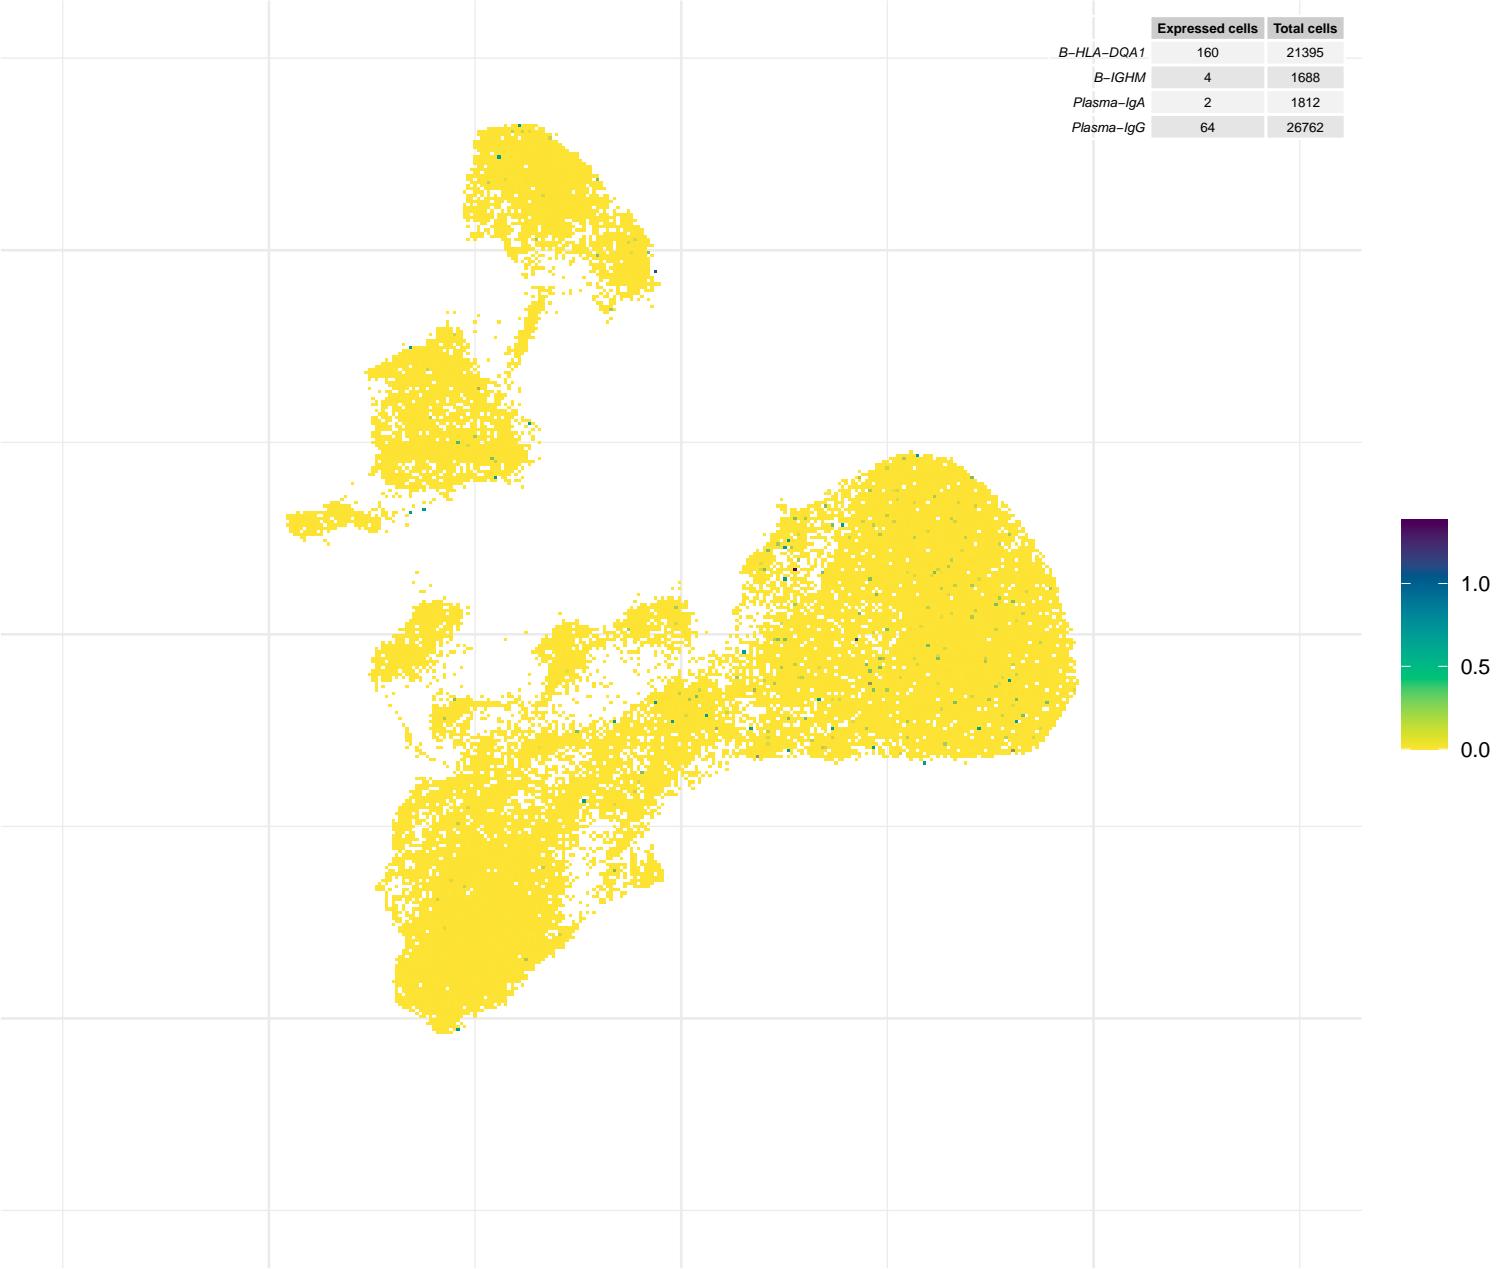 Expressed cells Total cells
B−HLA−DQA1 160 21395
B−IGHM 4 1688
Plasma−IgA 2 1812
Plasma−IgG 64 26762
1.0
0.5
0.0